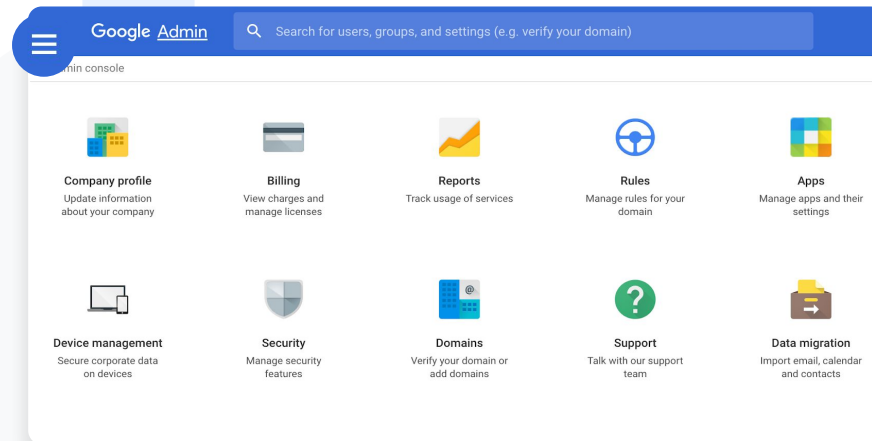 Google Admin
Search for users, groups, and settings (e.g. verify your domain)
min console
Company profile
Update information
about your company
Billing
View charges and
manage licenses
Reports
Track usage of services
Rules
Manage rules for your
domain
Apps
Manage apps and their
settings
Device management
Secure corporate data
on devices
Security
Manage security
features
Domains
Verify your domain or
add domains
Support
Talk with our support
team
Data migration
Import email, calendar
and contacts